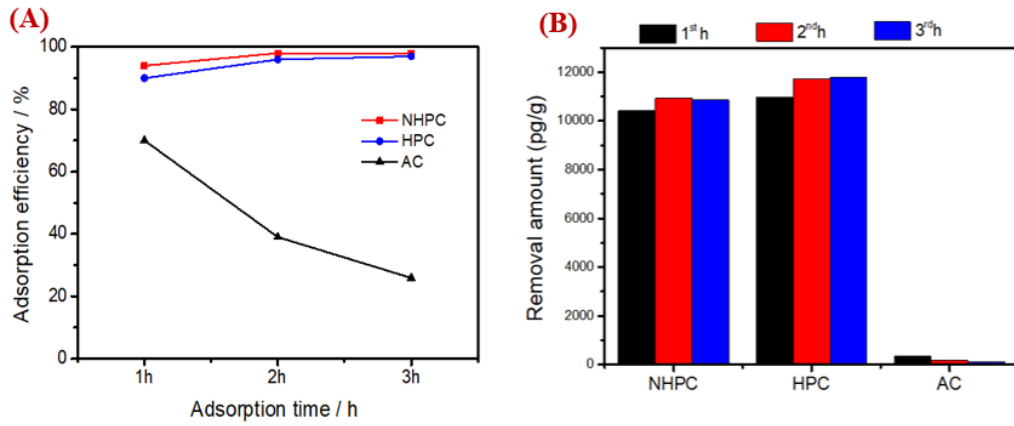 (A)
100
80
60
40
20
0
Adsorption efficiency / %
NHPC
HPC
AC
1h 2h 3h
Adsorption time / h
(B)
1st h 2nd h 3rd h
12000
10000
8000
6000
4000
2000
0
Removal amount (pg/g)
NHPC HPC AC